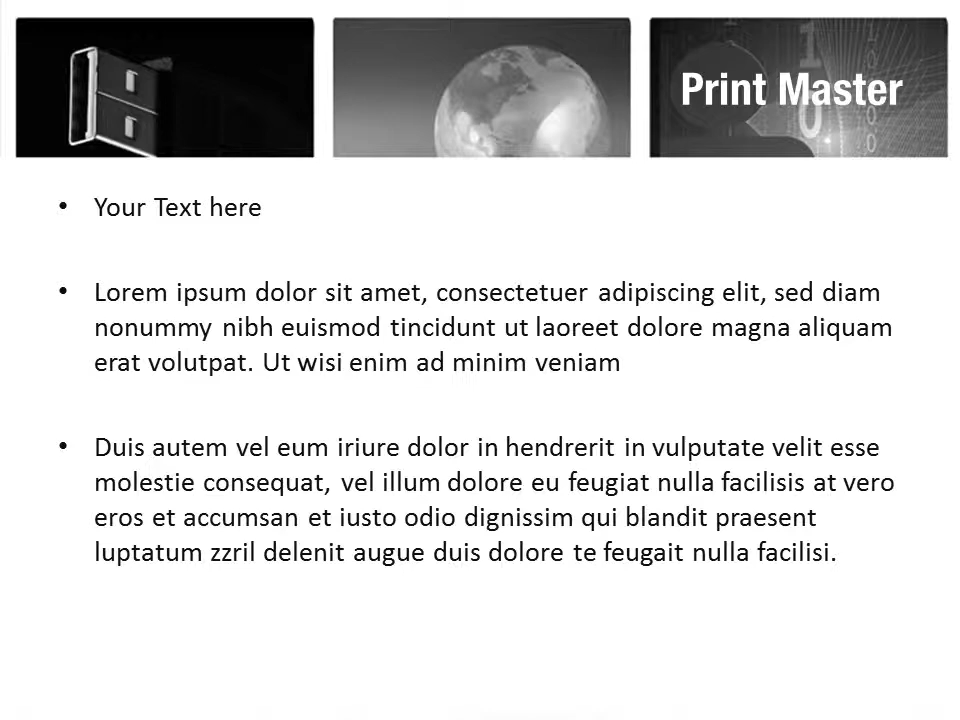 Print Master
• Your Text here
• Lorem ipsum dolor sit amet, consectetuer adipiscing elit, sed diam
nonummy nibh euismod tincidunt ut laoreet dolore magna aliquam
erat volutpat. Ut wisi enim ad minim veniam
• Duis autem vel eum iriure dolor in hendrerit in vulputate velit esse
molestie consequat, vel illum dolore eu feugiat nulla facilisis at vero
eros et accumsan et iusto odio dignissim qui blandit praesent
luptatum zzril delenit augue duis dolore te feugait nulla facilisi.